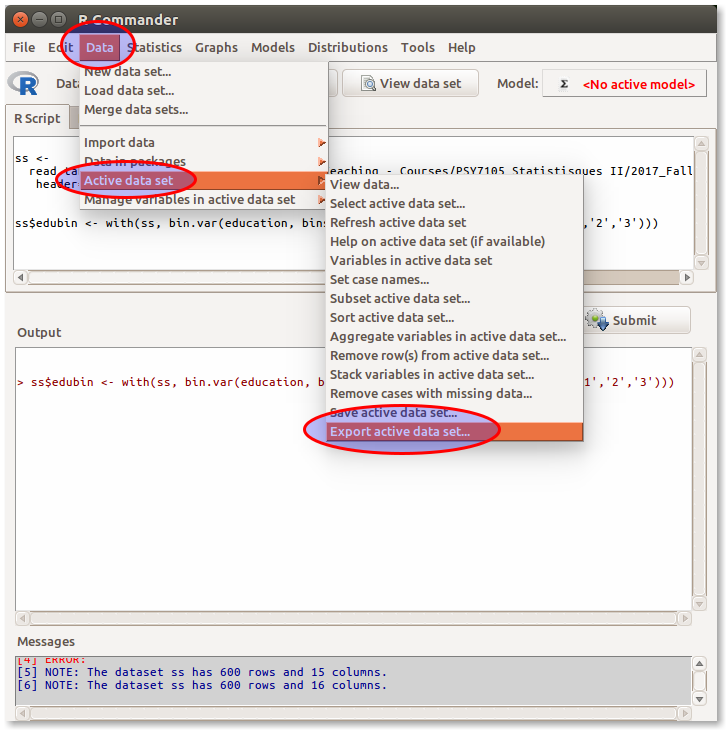 R Commander
File Edit Data Statistics Graphs Models Distributions Tools Help
R Data View data set Model: Σ <No active model>
R Script
New data set...
Load data set...
Merge data sets...
Import data
Data in packages
Active data set
Manage variables in active data set
ss <-
read
header
eaching - Courses/PSY7105 Statistisques II/2017_Fall
ss$edubin <- with(ss, bin.var(education, bins ,'2','3')))
View data...
Select active data set...
Refresh active data set
Help on active data set (if available)
Variables in active data set
Set case names...
Subset active data set...
Sort active data set...
Aggregate variables in active data set...
Remove row(s) from active data set...
Stack variables in active data set...
Remove cases with missing data...
Save active data set...
Export active data set...
Submit
Output
> ss$edubin <- with(ss, bin.var(education, b 1','2','3')))
Messages
[4] ERROR:
[5] NOTE: The dataset ss has 600 rows and 15 columns.
[6] NOTE: The dataset ss has 600 rows and 16 columns.